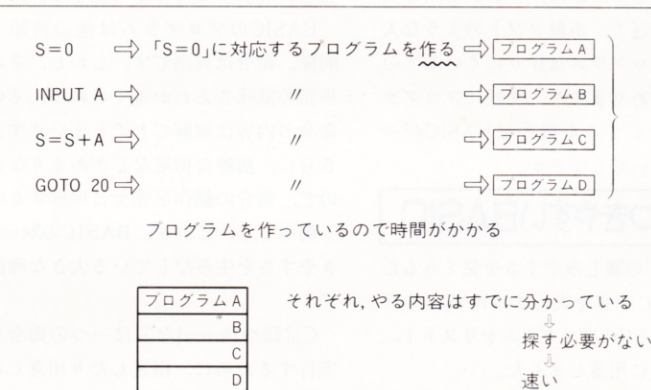 S=0 ⇨ 「S=0」に対応するプログラムを作る ⇨ プログラムA
INPUT A ⇨ 〃 ⇨ プログラムB
S=S+A ⇨ 〃 ⇨ プログラムC
GOTO 20 ⇨ 〃 ⇨ プログラムD
プログラムを作っているので時間がかかる
プログラムA それぞれ,やる内容はすでに分かっている
B ⇩
探す必要がない
C ⇩
D 速い